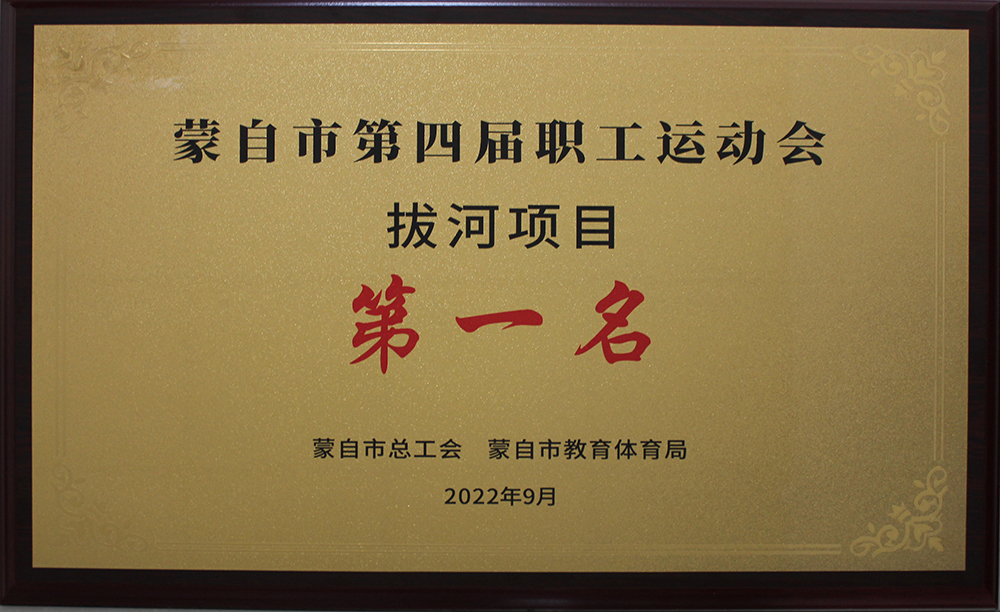 蒙自市第四届职工运动会
拔河项目
第一名
蒙自市总工会 蒙自市教育体育局
2022年9月